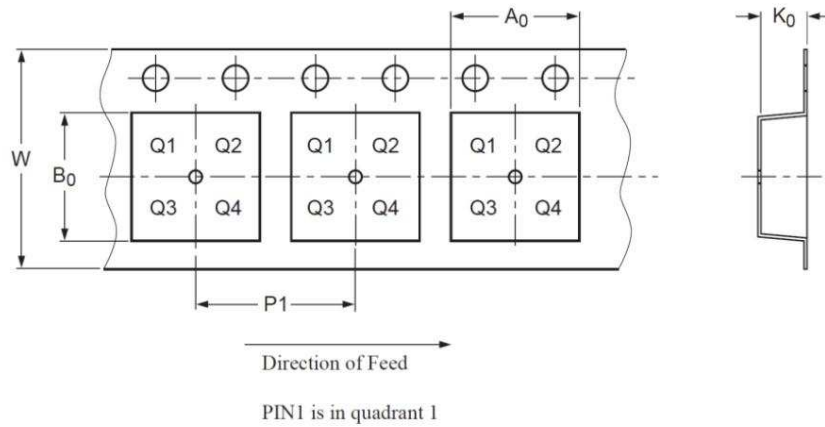 A0
K0
W
B0
Q1 Q2
Q3 Q4
Q1 Q2
Q3 Q4
Q1 Q2
Q3 Q4
P1
Direction of Feed
PIN1 is in quadrant 1